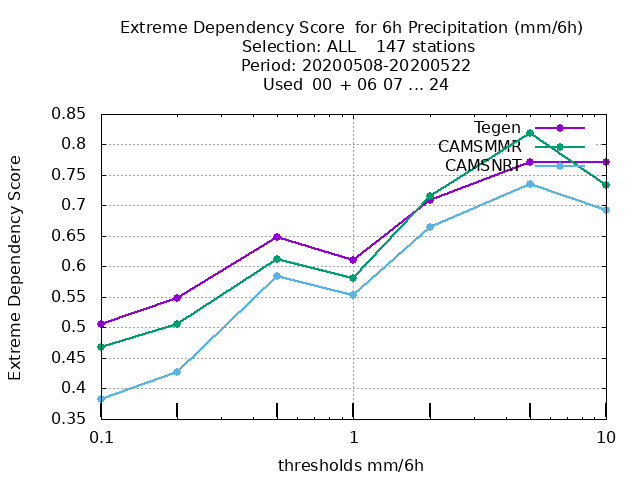 Extreme Dependency Score  for 6h Precipitation (mm/6h)
Selection: ALL    147 stations
Period: 20200508-20200522
Used  00  + 06 07 ... 24
Tegen
CAMSMMR
CAMSNRT
0.85
0.8
0.75
0.7
0.65
0.6
0.55
0.5
0.45
0.4
0.35
Extreme Dependency Score
0.1
1
10
thresholds mm/6h